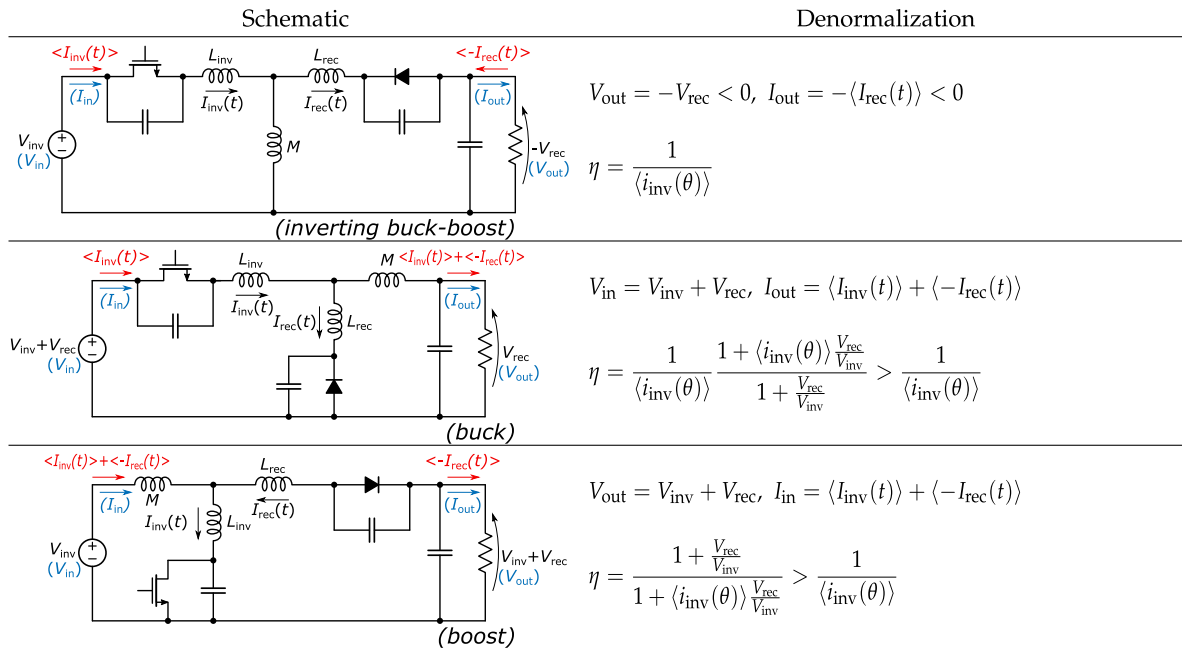 Schematic Denormalization
<I_inv(t)> L_inv L_rec <-I_rec(t)>
(I_in) I_inv(t) I_rec(t) (I_out)
V_out = −V_rec < 0, I_out = −⟨I_rec(t)⟩ < 0
V_inv + − M -V_rec
(V_in) (V_out)
η = 1 / ⟨i_inv(θ)⟩
(inverting buck-boost)
<I_inv(t)> L_inv M <I_inv(t)>+<-I_rec(t)>
(I_in) I_inv(t) (I_out)
V_in = V_inv + V_rec, I_out = ⟨I_inv(t)⟩ + ⟨−I_rec(t)⟩
I_rec(t) L_rec
V_inv+V_rec + − V_rec
(V_in) (V_out)
η = 1 / ⟨i_inv(θ)⟩ (1 + ⟨i_inv(θ)⟩ V_rec / V_inv) / (1 + V_rec / V_inv) > 1 / ⟨i_inv(θ)⟩
(buck)
<I_inv(t)>+<-I_rec(t)> L_rec <-I_rec(t)>
(I_in) M I_rec(t) (I_out)
V_out = V_inv + V_rec, I_in = ⟨I_inv(t)⟩ + ⟨−I_rec(t)⟩
I_inv(t) L_inv
V_inv + − V_inv+V_rec
(V_in) (V_out)
η = (1 + V_rec / V_inv) / (1 + ⟨i_inv(θ)⟩ V_rec / V_inv) > 1 / ⟨i_inv(θ)⟩
(boost)